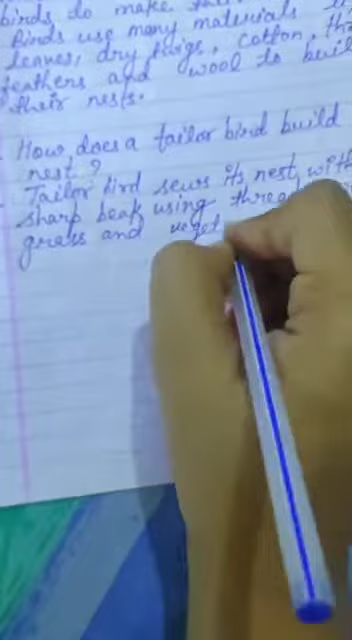 birds do make
Birds use many materials
leaves, dry twigs, cotton,
feathers and wool to build
their nests.
How does a tailor bird build
nest?
Tailor bird sews its nest with
sharp beak using thread
grass and veget